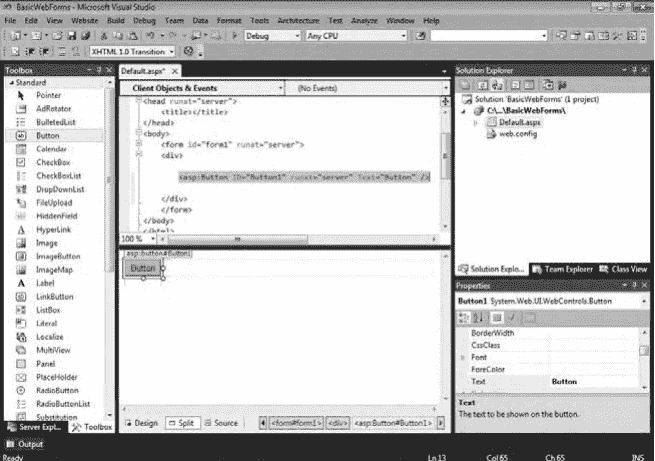 BasicWebForms - Microsoft Visual Studio
File Edit View Website Build Debug Team Data Format Tools Architecture Test Analyze Window Help
Debug Any CPU
XHTML 1.0 Transition
Toolbox
Standard
Pointer
AdRotator
BulletedList
Button
Calendar
CheckBox
CheckBoxList
DropDownList
FileUpload
HiddenField
HyperLink
Image
ImageButton
ImageMap
Label
LinkButton
ListBox
Literal
Localize
MultiView
Panel
PlaceHolder
RadioButton
RadioButtonList
Substitution
Server Expl... Toolbox
Default.aspx*
Client Objects & Events (No Events)
<head runat="server">
<title></title>
</head>
<body>
<form id="form1" runat="server">
<div>
<asp:Button ID="Button1" runat="server" Text="Button" />
</div>
</form>
</body>
</html>
100 %
asp:button#Button1
Button
Design Split Source <form#form1> <div> <asp:Button#Button1>
Solution Explorer
Solution 'BasicWebForms' (1 project)
C:\...\BasicWebForms\
Default.aspx
web.config
Solution Explo... Team Explorer Class View
Properties
Button1 System.Web.UI.WebControls.Button
BorderWidth
CssClass
Font
ForeColor
Text Button
Text
The text to be shown on the button.
Output
Ready Ln 13 Col 65 Ch 65 INS